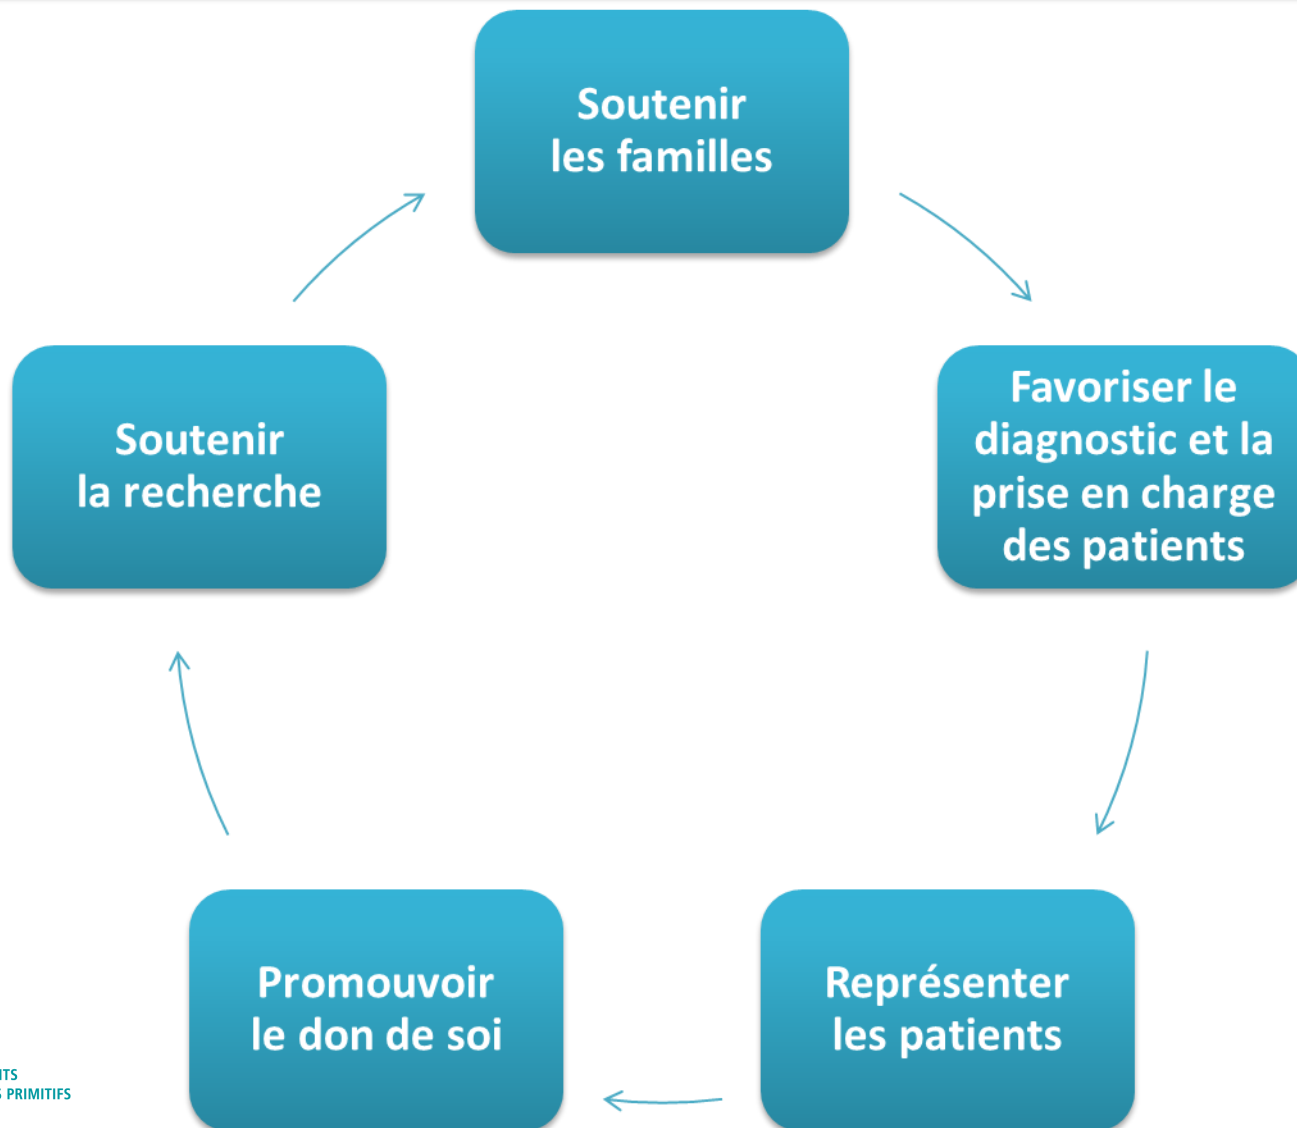 Soutenir
les familles
Favoriser le
diagnostic et la
prise en charge
des patients
Représenter
les patients
Promouvoir
le don de soi
Soutenir
la recherche
PRIMITIFS